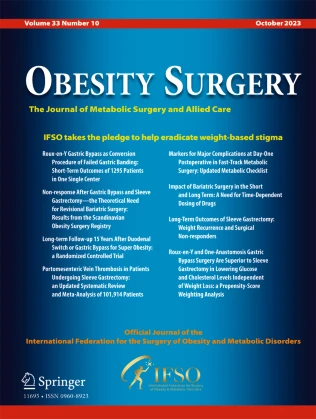 Volume 33 Number 10
October 2023
OBESITY SURGERY
The Journal of Metabolic Surgery and Allied Care
IFSO takes the pledge to help eradicate weight-based stigma
Roux-en-Y Gastric Bypass as Conversion
Procedure of Failed Gastric Banding:
Short-Term Outcomes of 1295 Patients
in One Single Center
Non-response After Gastric Bypass and Sleeve
Gastrectomy—the Theoretical Need
for Revisional Bariatric Surgery:
Results from the Scandinavian
Obesity Surgery Registry
Long-term Follow-up 15 Years After Duodenal
Switch or Gastric Bypass for Super Obesity:
a Randomized Controlled Trial
Portomesenteric Vein Thrombosis in Patients
Undergoing Sleeve Gastrectomy:
an Updated Systematic Review
and Meta-Analysis of 101,914 Patients
Markers for Major Complications at Day-One
Postoperative in Fast-Track Metabolic
Surgery: Updated Metabolic Checklist
Impact of Bariatric Surgery in the Short
and Long Term: A Need for Time-Dependent
Dosing of Drugs
Long-Term Outcomes of Sleeve Gastrectomy:
Weight Recurrence and Surgical
Non-responders
Roux-en-Y and One-Anastomosis Gastric
Bypass Surgery Are Superior to Sleeve
Gastrectomy in Lowering Glucose
and Cholesterol Levels Independent
of Weight Loss: a Propensity-Score
Weighting Analysis
Official Journal of the
International Federation for the Surgery of Obesity and Metabolic Disorders
Springer
11695 • ISSN 0960-8923
IFSO